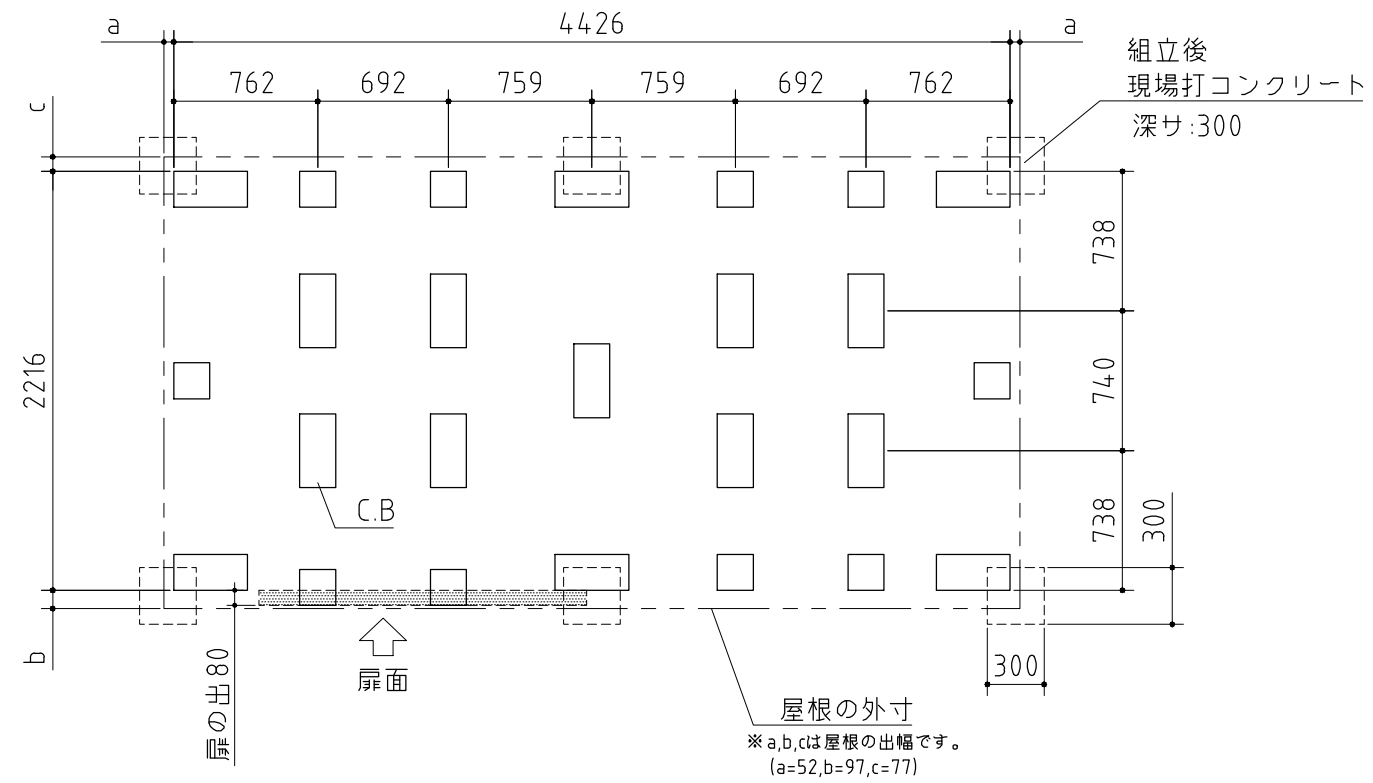 a
4426
a
762
692
759
759
692
762
組立後
現場打コンクリート
深サ:300
c
2216
b
738
740
738
300
300
C.B
扉の出80
扉面
屋根の外寸
※a,b,cは屋根の出幅です。
(a=52,b=97,c=77)